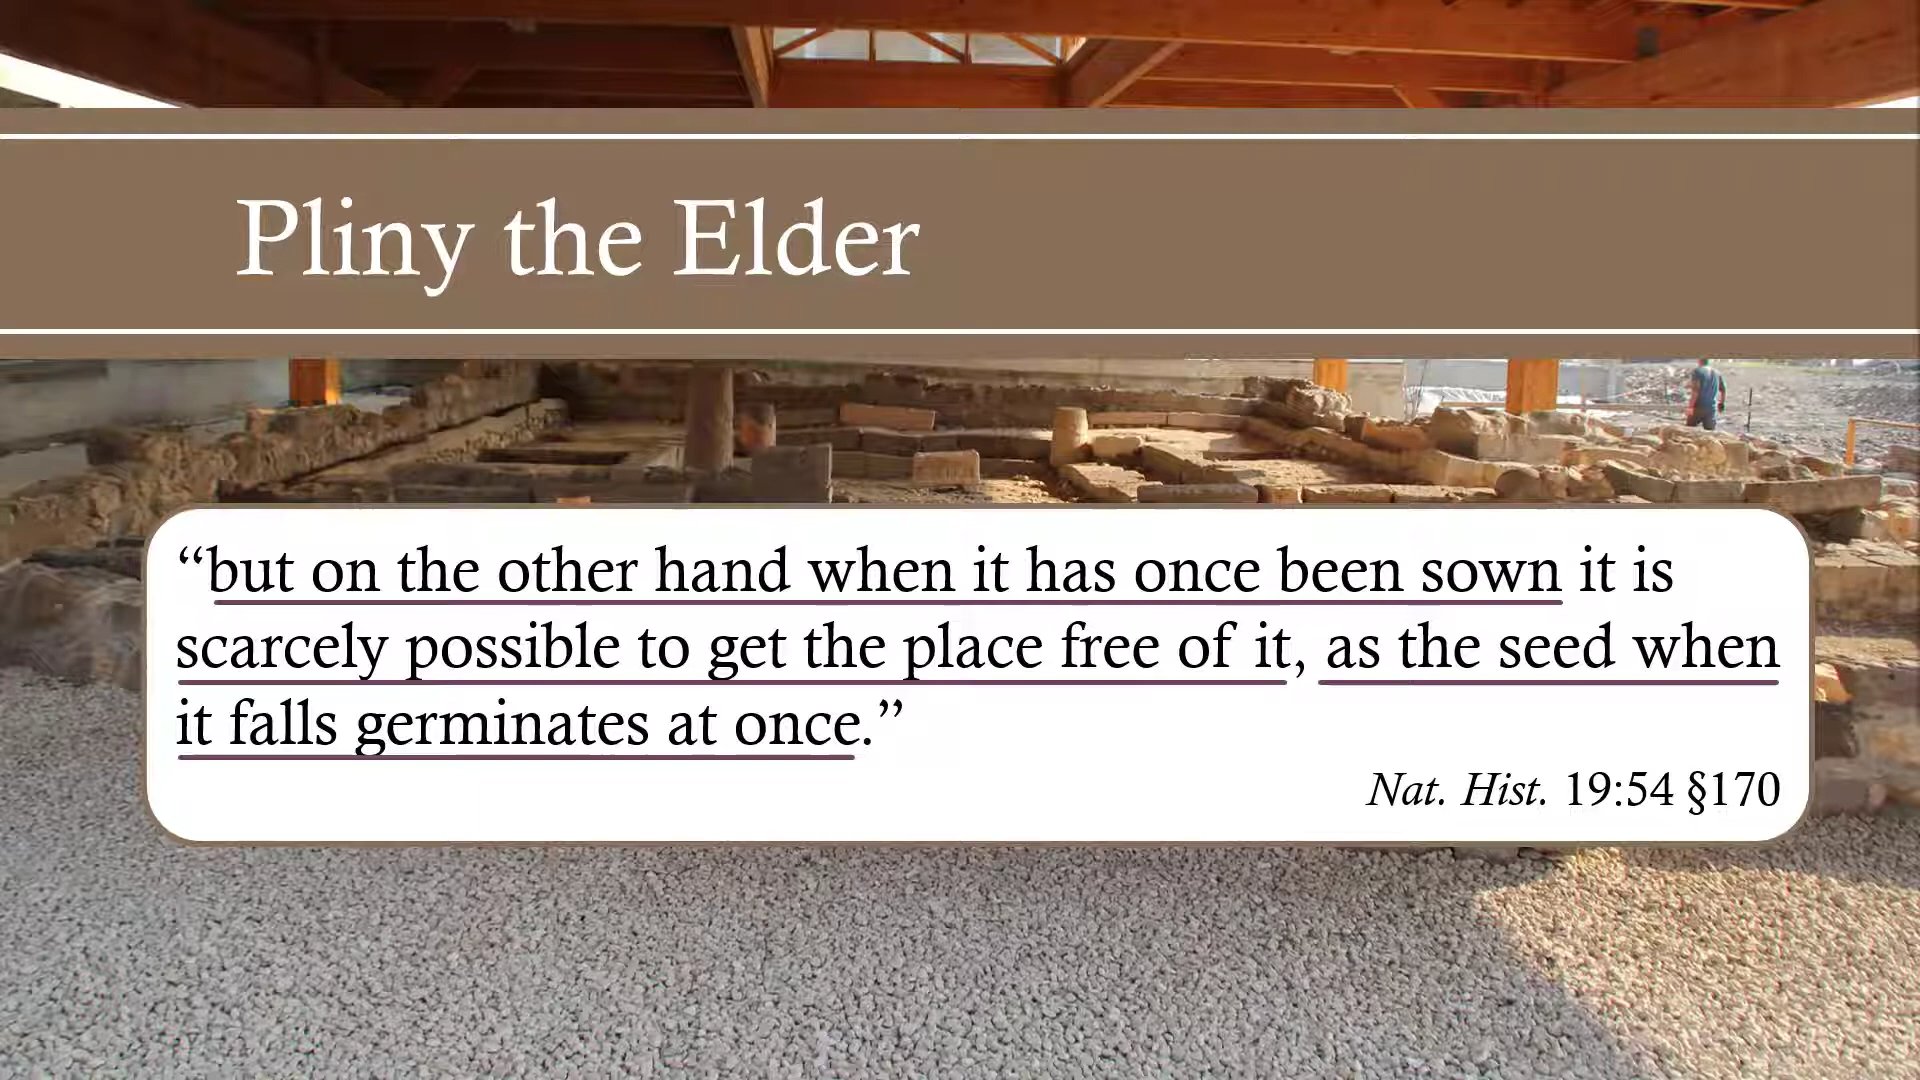 Pliny the Elder
“but on the other hand when it has once been sown it is
scarcely possible to get the place free of it, as the seed when
it falls germinates at once.”
Nat. Hist. 19:54 §170